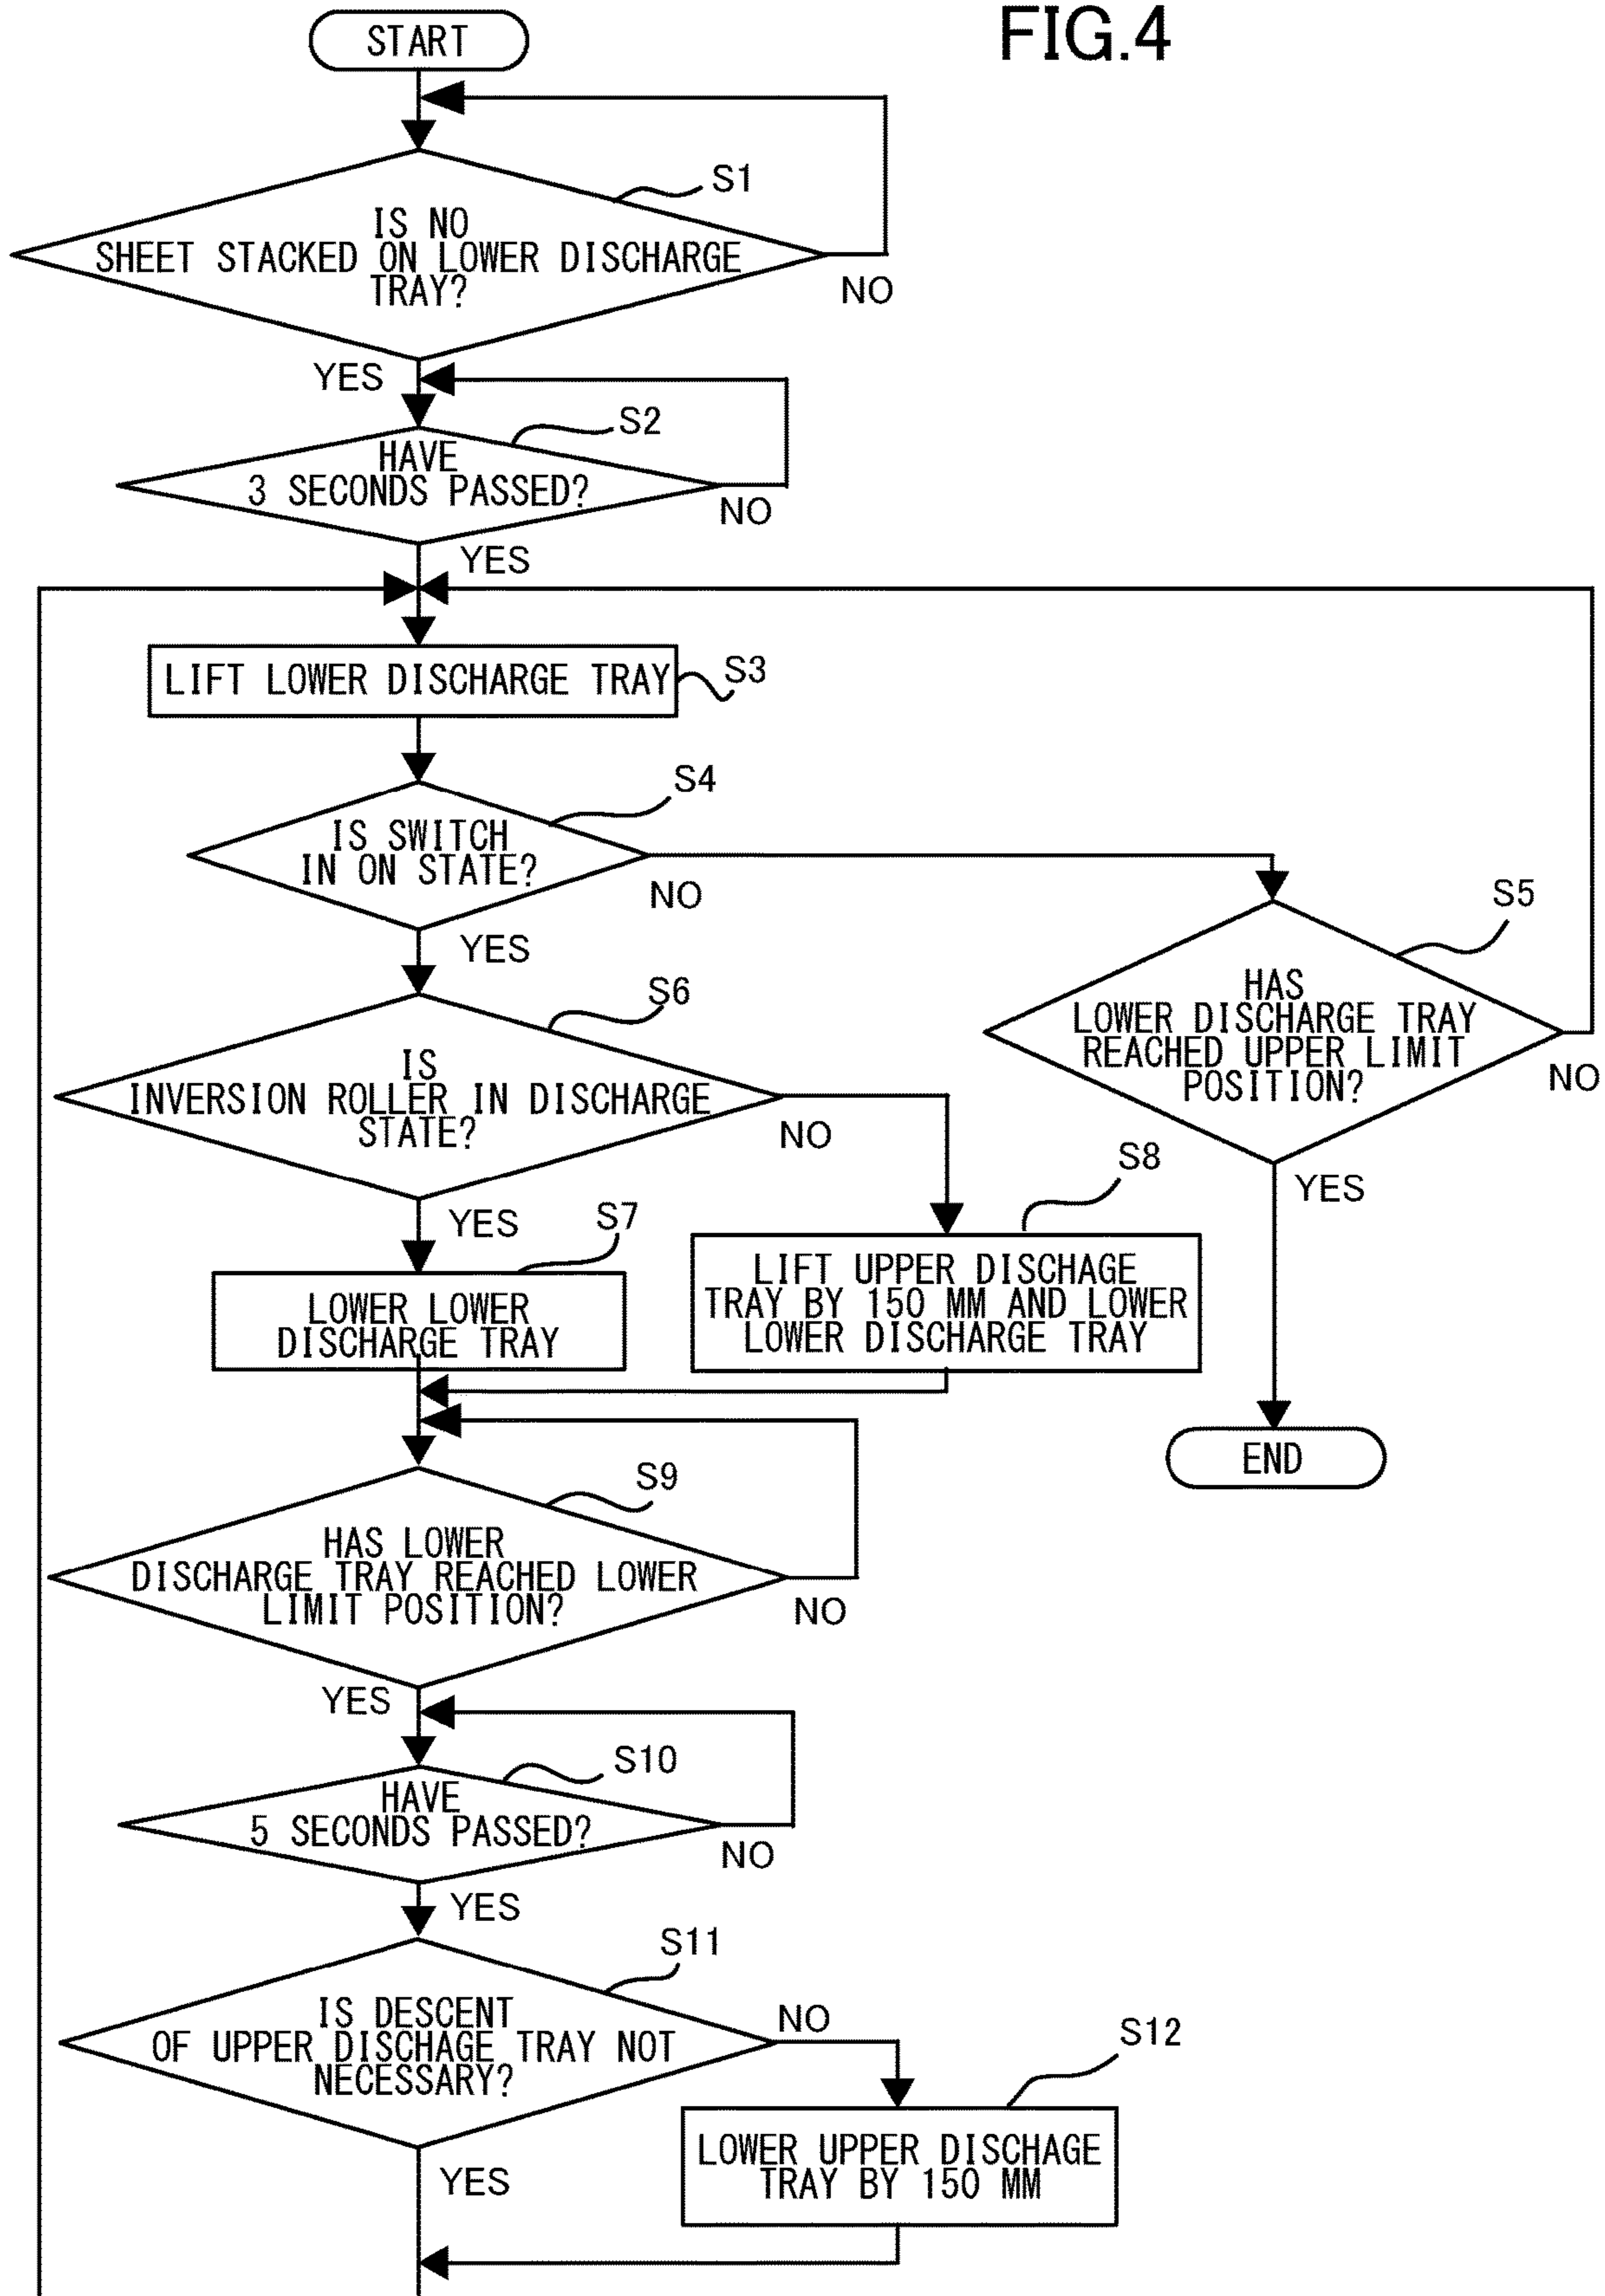 FIG.4
START
S1
IS NO
SHEET STACKED ON LOWER DISCHARGE
TRAY?
NO
YES
S2
HAVE
3 SECONDS PASSED?
NO
YES
LIFT LOWER DISCHARGE TRAY
S3
S4
IS SWITCH
IN ON STATE?
NO
YES
S5
HAS
LOWER DISCHARGE TRAY
REACHED UPPER LIMIT
POSITION?
NO
YES
S6
IS
INVERSION ROLLER IN DISCHARGE
STATE?
NO
YES
S7
LOWER LOWER
DISCHARGE TRAY
S8
LIFT UPPER DISCHAGE
TRAY BY 150 MM AND LOWER
LOWER DISCHARGE TRAY
END
S9
HAS LOWER
DISCHARGE TRAY REACHED LOWER
LIMIT POSITION?
NO
YES
S10
HAVE
5 SECONDS PASSED?
NO
YES
S11
IS DESCENT
OF UPPER DISCHAGE TRAY NOT
NECESSARY?
NO
YES
S12
LOWER UPPER DISCHAGE
TRAY BY 150 MM